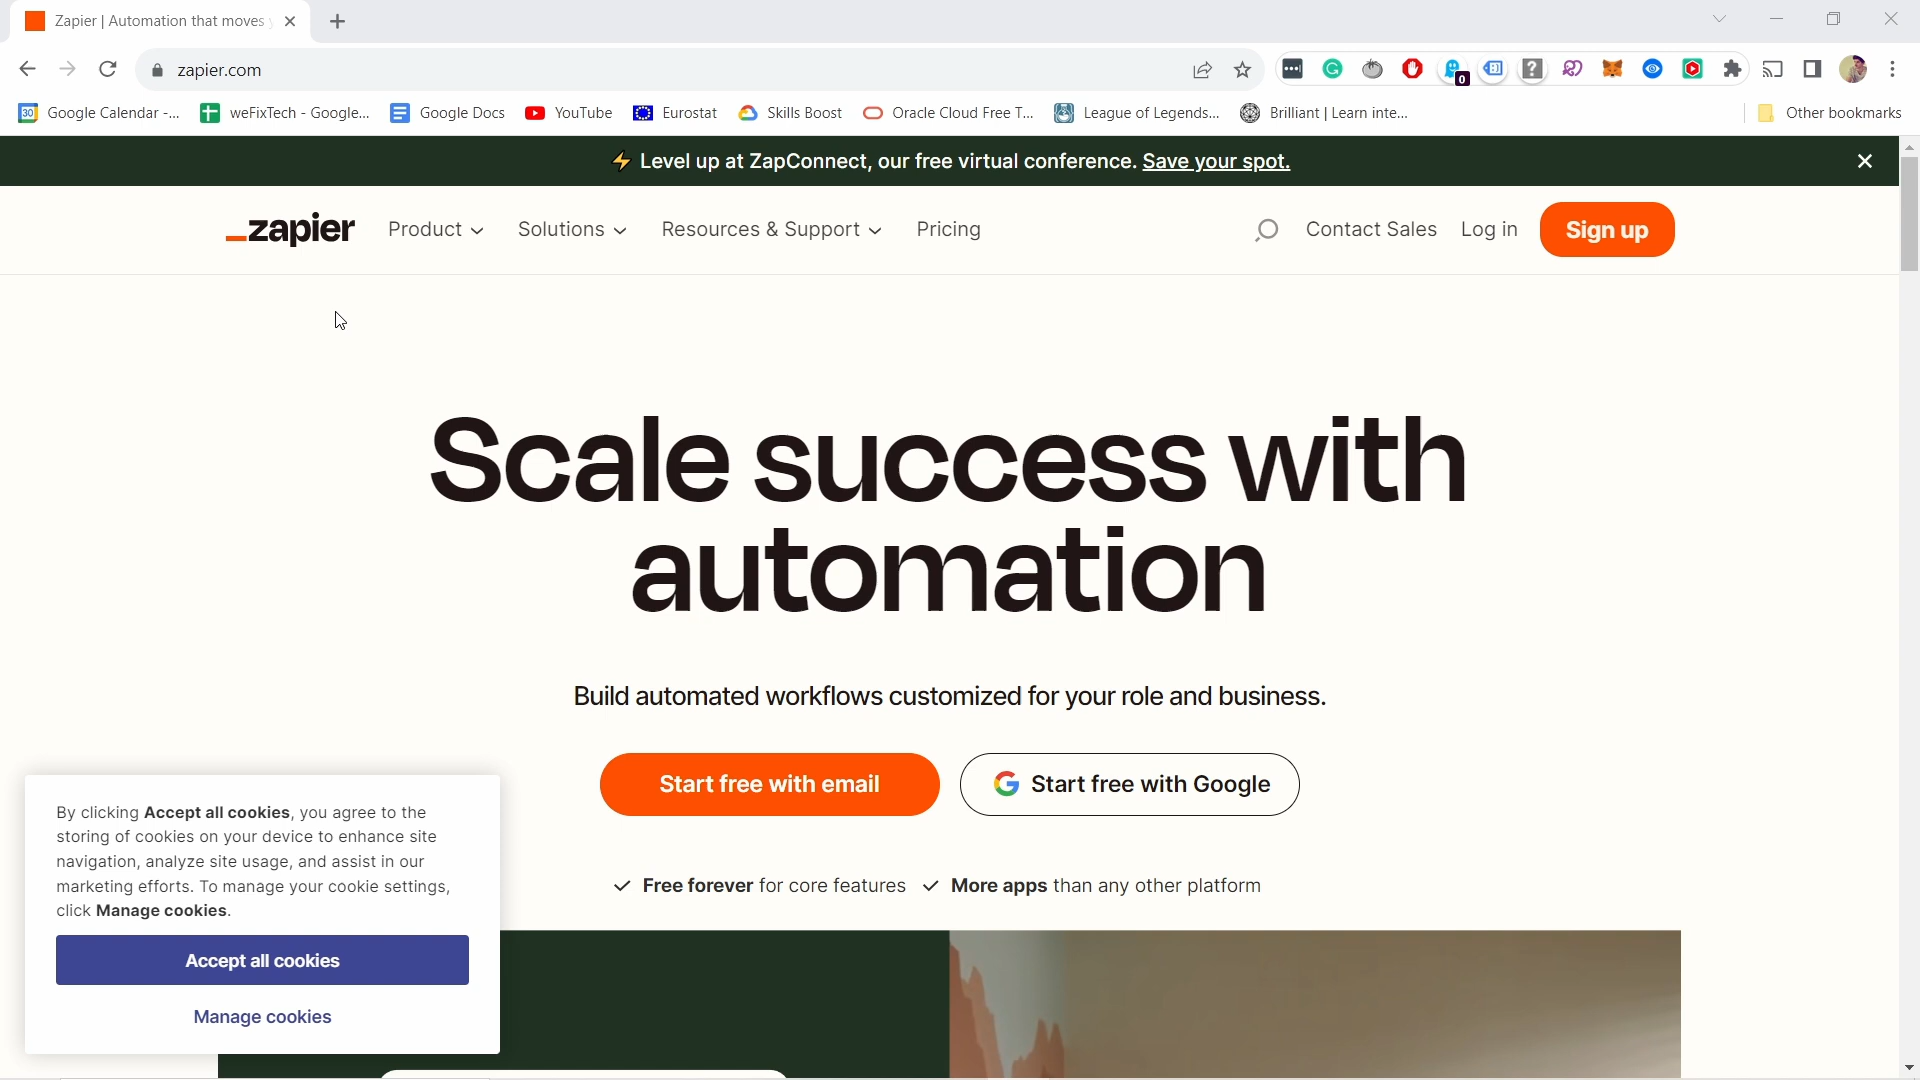 Zapier | Automation that moves
zapier.com
0
30 Google Calendar -...
weFixTech - Google...
Google Docs
YouTube
Eurostat
Skills Boost
Oracle Cloud Free T...
League of Legends...
Brilliant | Learn inte...
Other bookmarks
⚡ Level up at ZapConnect, our free virtual conference. Save your spot.
_zapier
Product
Solutions
Resources & Support
Pricing
Contact Sales
Log in
Sign up
Scale success with
automation
Build automated workflows customized for your role and business.
Start free with email
Start free with Google
Free forever for core features
More apps than any other platform
By clicking Accept all cookies, you agree to the
storing of cookies on your device to enhance site
navigation, analyze site usage, and assist in our
marketing efforts. To manage your cookie settings,
click Manage cookies.
Accept all cookies
Manage cookies